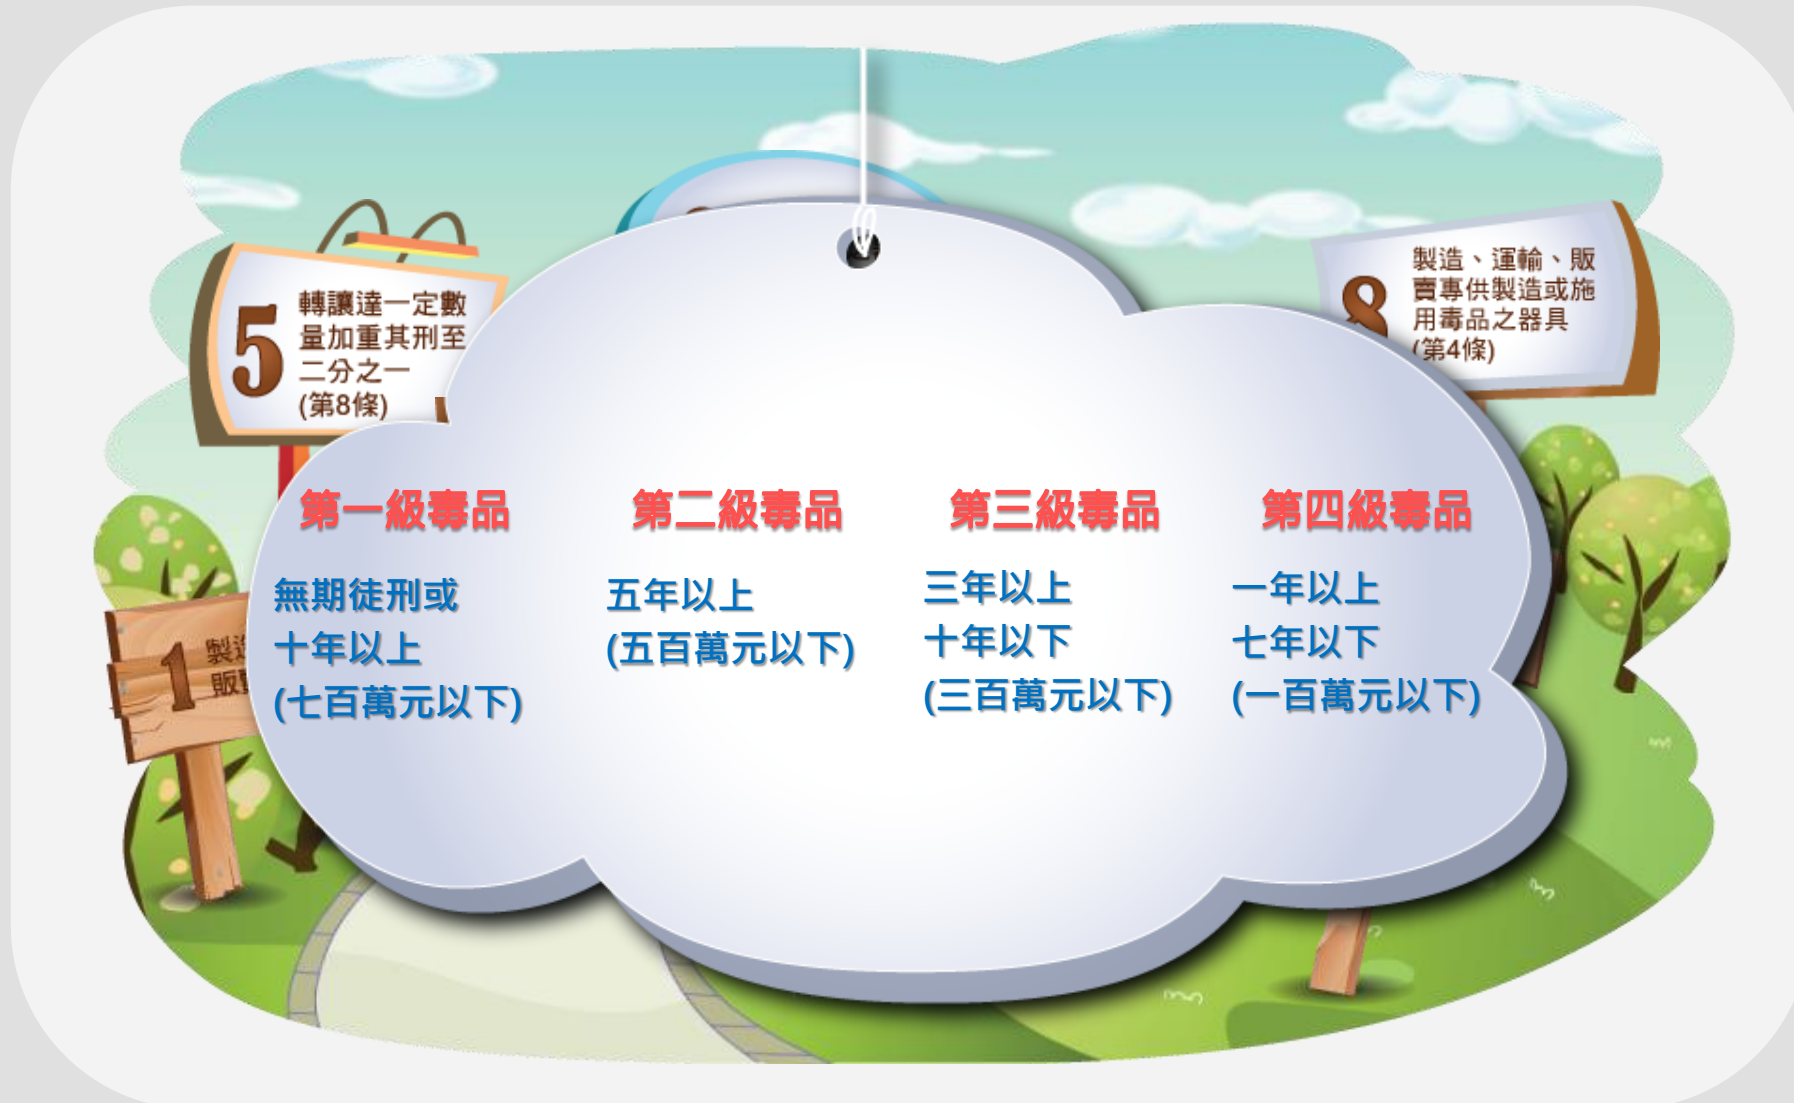 5
轉讓達一定數
量加重其刑至
二分之一
(第8條)
8
製造、運輸、販
賣專供製造或施
用毒品之器具
(第4條)
第一級毒品
無期徒刑或
十年以上
(七百萬元以下)
第二級毒品
五年以上
(五百萬元以下)
第三級毒品
三年以上
十年以下
(三百萬元以下)
第四級毒品
一年以上
七年以下
(一百萬元以下)
1
製造
販